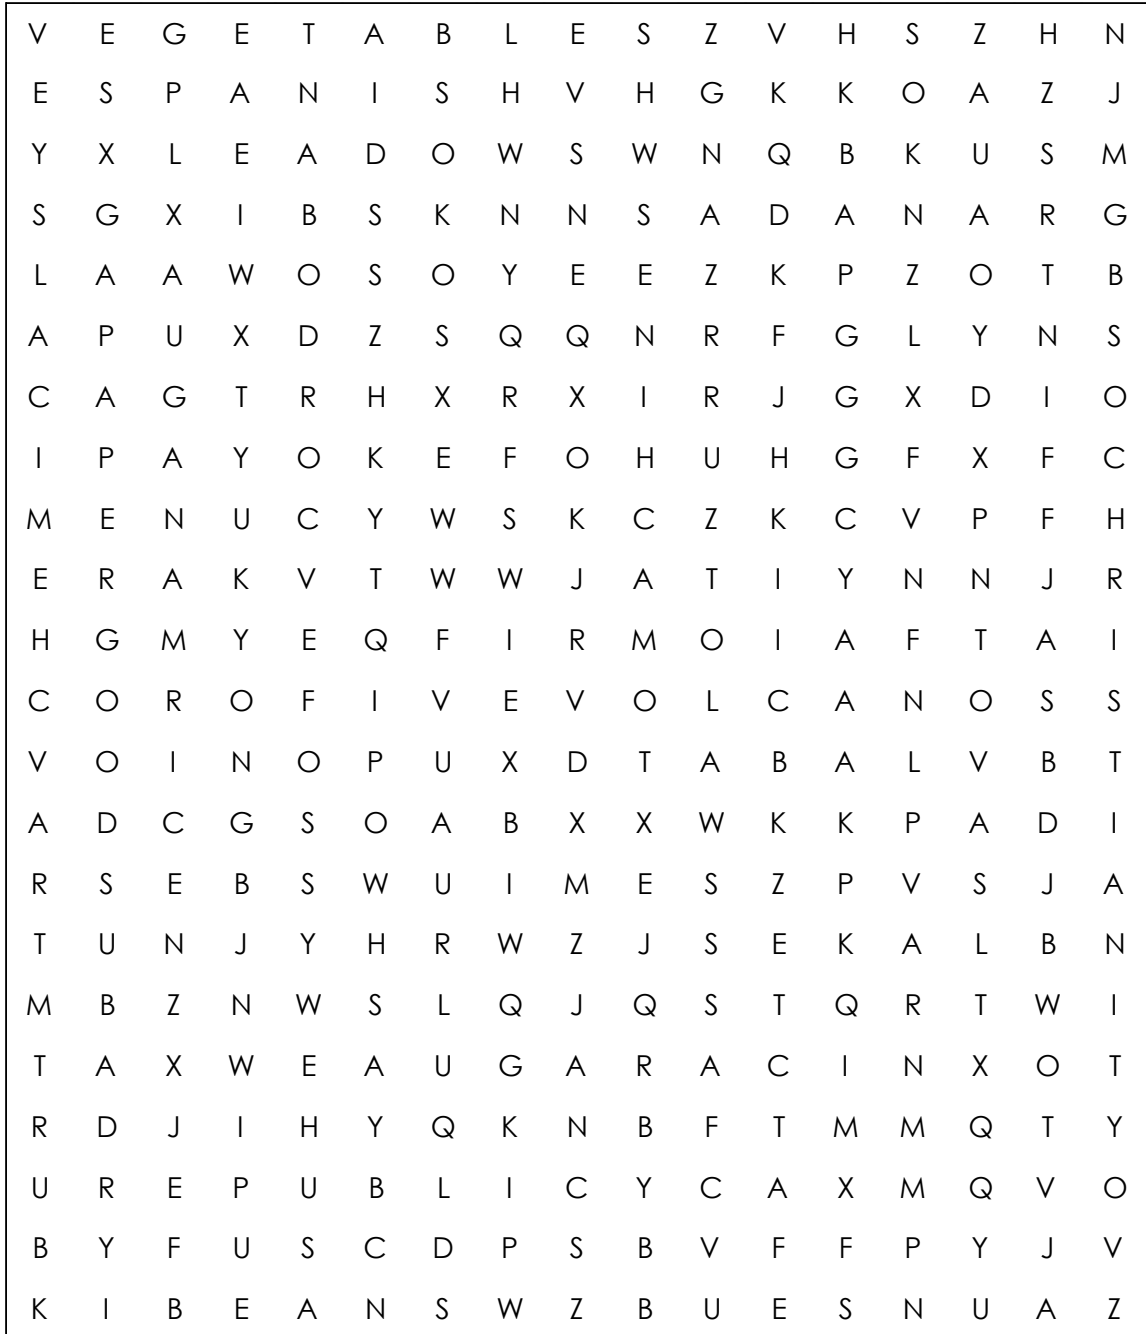 V E G E T A B L E S Z V H S Z H N
E S P A N I S H V H G K K O A Z J
Y X L E A D O W S W N Q B K U S M
S G X I B S K N N S A D A N A R G
L A A W O S O Y E E Z K P Z O T B
A P U X D Z S Q Q N R F G L Y N S
C A G T R H X R X I R J G X D I O
I P A Y O K E F O H U H G F X F C
M E N U C Y W S K C Z K C V P F H
E R A K V T W W J A T I Y N N J R
H G M Y E Q F I R M O I A F T A I
C O R O F I V E V O L C A N O S S
V O I N O P U X D T A B A L V B T
A D C G S O A B X X W K K P A D I
R S E B S W U I M E S Z P V S J A
T U N J Y H R W Z J S E K A L B N
M B Z N W S L Q J Q S T Q R T W I
T A X W E A U G A R A C I N X O T
R D J I H Y Q K N B F T M M Q T Y
U R E P U B L I C Y C A X M Q V O
B Y F U S C D P S B V F F P Y J V
K I B E A N S W Z B U E S N U A Z